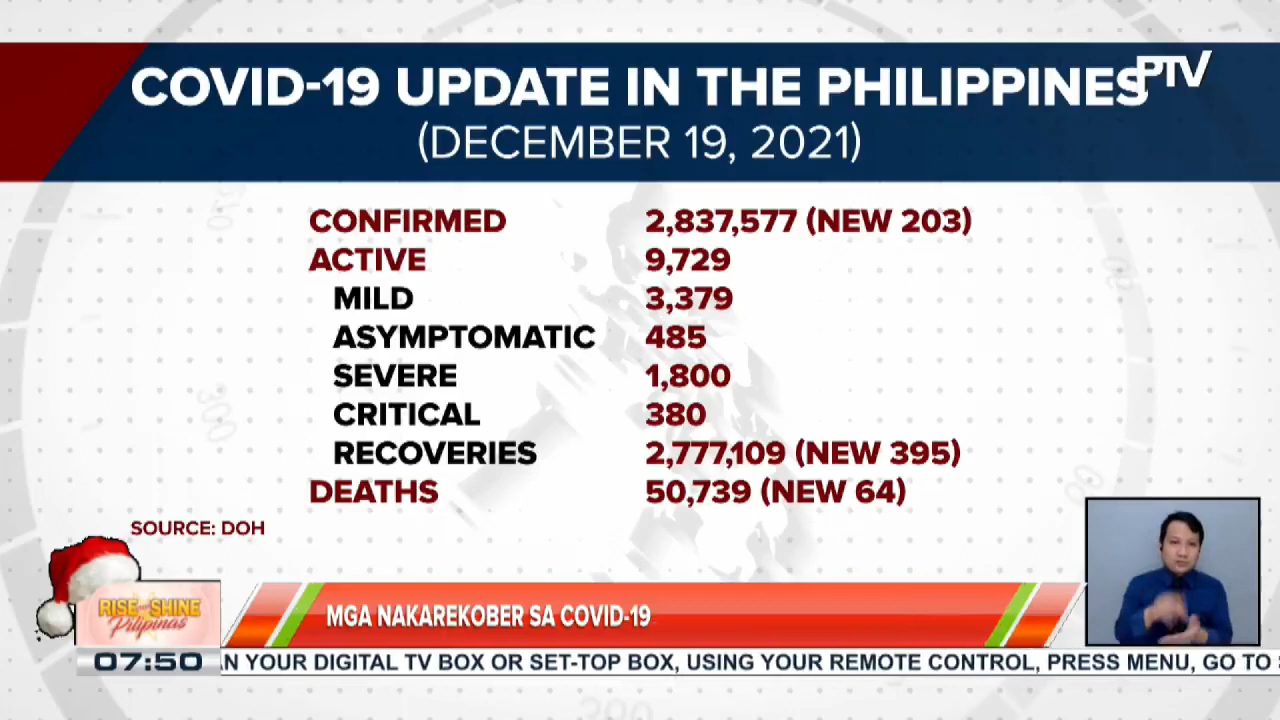 COVID-19 UPDATE IN THE PHILIPPINES
PTV
(DECEMBER 19, 2021)
CONFIRMED 2,837,577 (NEW 203)
ACTIVE 9,729
MILD 3,379
ASYMPTOMATIC 485
SEVERE 1,800
CRITICAL 380
RECOVERIES 2,777,109 (NEW 395)
DEATHS 50,739 (NEW 64)
SOURCE: DOH
RISE AND SHINE
Pilipinas
MGA NAKAREKOBER SA COVID-19
07:50
AN YOUR DIGITAL TV BOX OR SET-TOP BOX, USING YOUR REMOTE CONTROL, PRESS MENU, GO TO